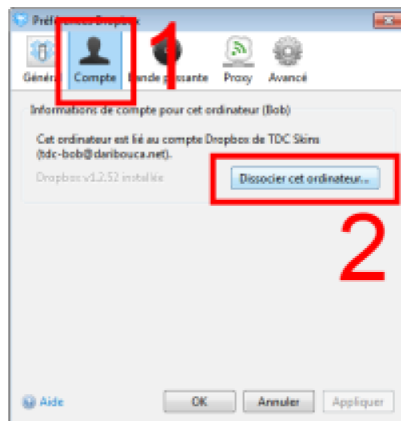 Préférences Dropbox
1
Général Compte Bande passante Proxy Avancé
Informations de compte pour cet ordinateur (Bob)
Cet ordinateur est lié au compte Dropbox de TDC Skins
(tdc-bob@daribouca.net).
Dropbox v1.2.52 installée
Dissocier cet ordinateur...
2
Aide
OK Annuler Appliquer